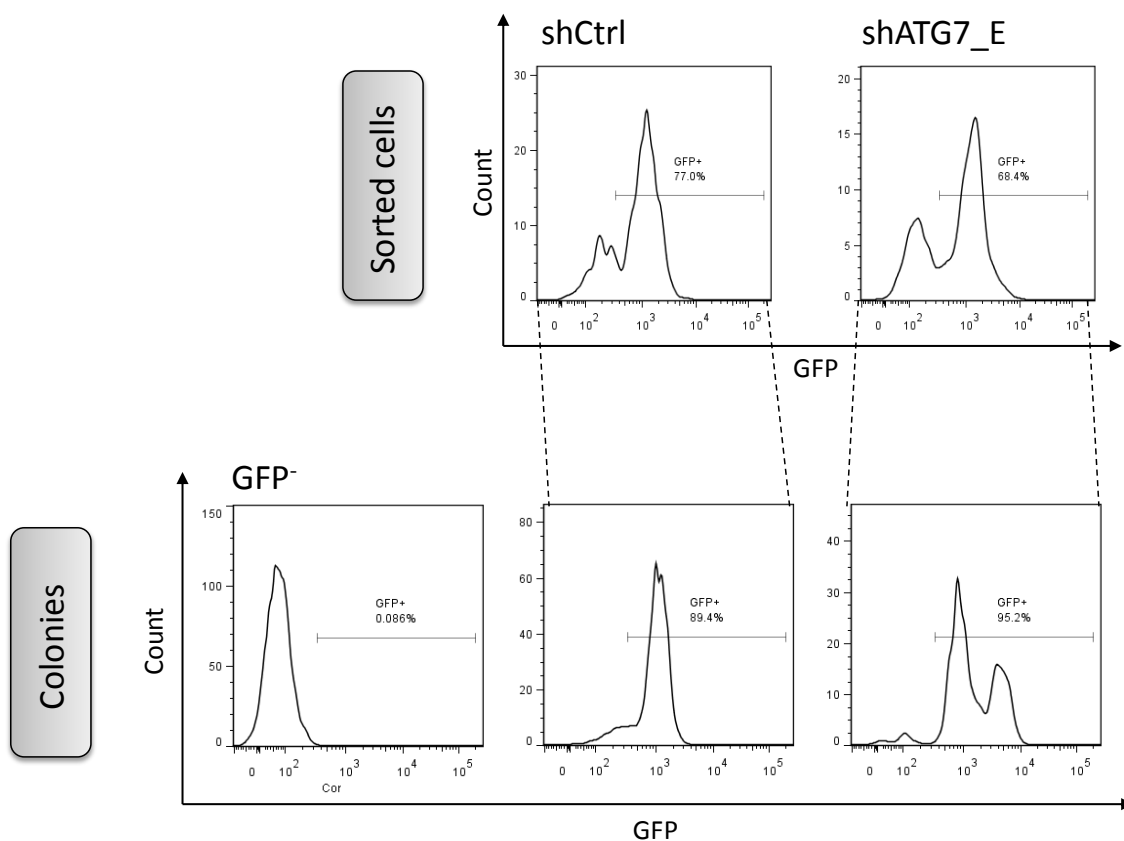 shCtrl
shATG7_E
Sorted cells
Count
30
20
10
0
GFP+
77.0%
0 10² 10³ 10⁴ 10⁵
20
15
10
5
0
GFP+
68.4%
0 10² 10³ 10⁴ 10⁵
GFP
Colonies
Count
GFP⁻
150
100
50
0
GFP+
0.086%
0 10² 10³ 10⁴ 10⁵
Cor
80
60
40
20
0
GFP+
89.4%
0 10² 10³ 10⁴ 10⁵
40
30
20
10
0
GFP+
95.2%
0 10² 10³ 10⁴ 10⁵
GFP